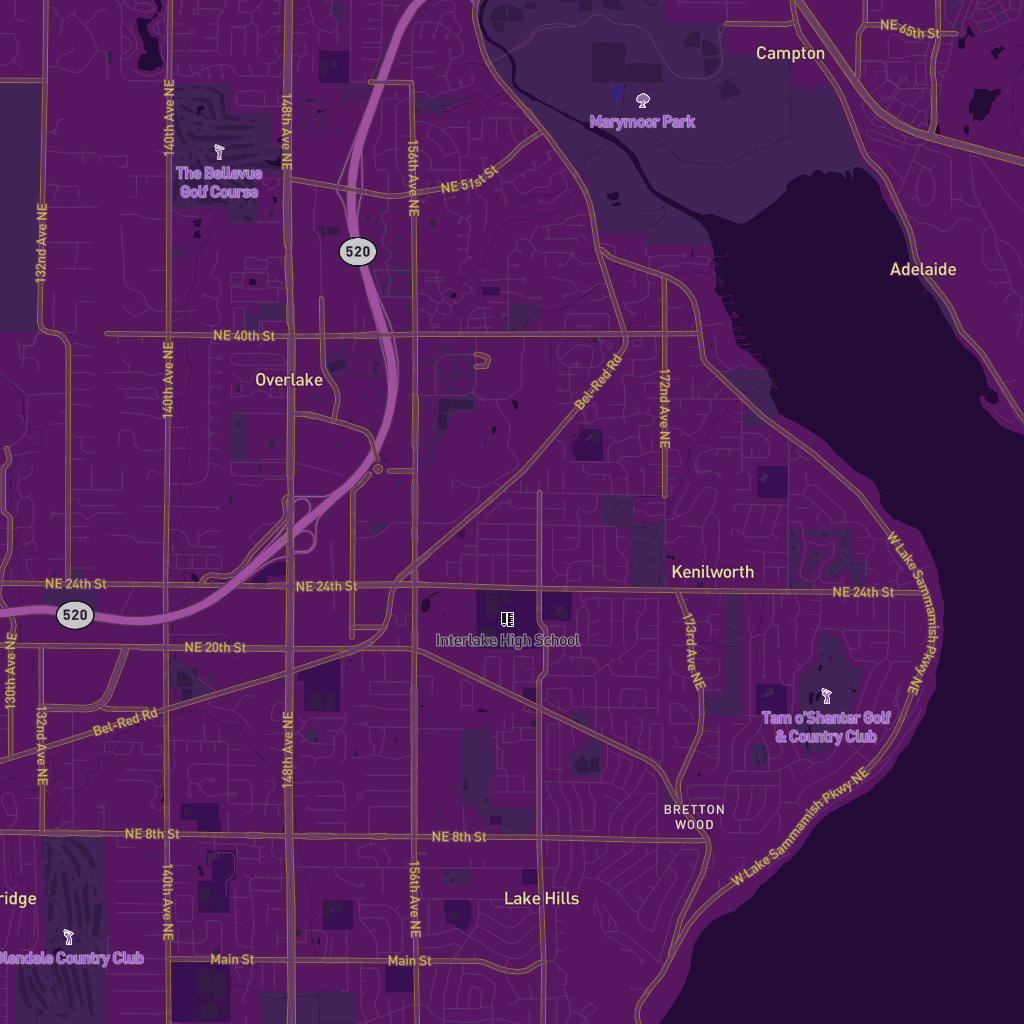 NE 65th St
Campton
Marymoor Park
140th Ave NE
148th Ave NE
The Bellevue
Golf Course
156th Ave NE
NE 51st St
132nd Ave NE
520
Adelaide
NE 40th St
Overlake
140th Ave NE
Bel-Red Rd
172nd Ave NE
NE 24th St
NE 24th St
Kenilworth
NE 24th St
W Lake Sammamish Pkwy NE
520
Interlake High School
NE 20th St
130th Ave NE
173rd Ave NE
132nd Ave NE
Bel-Red Rd
148th Ave NE
Tam o'Shanter Golf
& Country Club
BRETTON
WOOD
W Lake Sammamish Pkwy NE
NE 8th St
NE 8th St
140th Ave NE
156th Ave NE
ridge
Lake Hills
Glendale Country Club
Main St
Main St